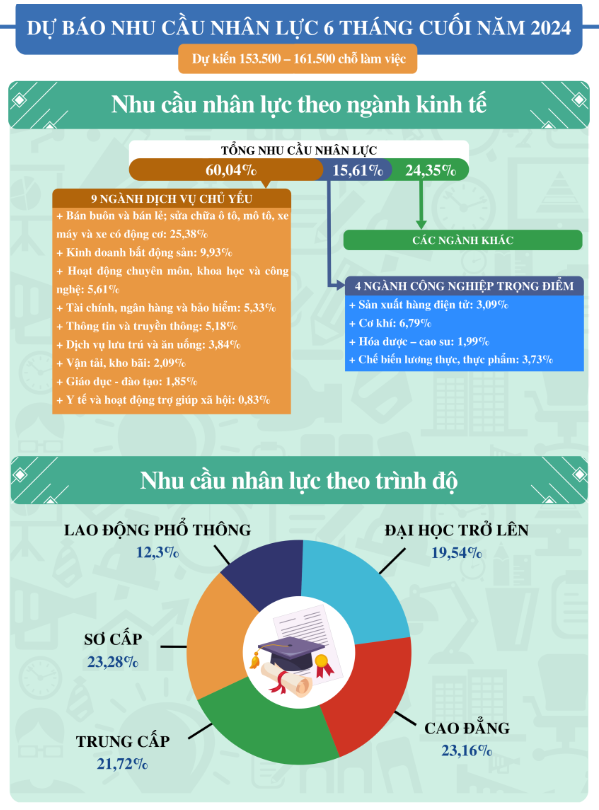 DỰ BÁO NHU CẦU NHÂN LỰC 6 THÁNG CUỐI NĂM 2024
Dự kiến 153.500 – 161.500 chỗ làm việc
Nhu cầu nhân lực theo ngành kinh tế
TỔNG NHU CẦU NHÂN LỰC
60,04% 15,61% 24,35%
9 NGÀNH DỊCH VỤ CHỦ YẾU
+ Bán buôn và bán lẻ; sửa chữa ô tô, mô tô, xe
máy và xe có động cơ: 25,38%
+ Kinh doanh bất động sản: 9,93%
+ Hoạt động chuyên môn, khoa học và công
nghệ: 5,61%
+ Tài chính, ngân hàng và bảo hiểm: 5,33%
+ Thông tin và truyền thông: 5,18%
+ Dịch vụ lưu trú và ăn uống: 3,84%
+ Vận tải, kho bãi: 2,09%
+ Giáo dục - đào tạo: 1,85%
+ Y tế và hoạt động trợ giúp xã hội: 0,83%
CÁC NGÀNH KHÁC
4 NGÀNH CÔNG NGHIỆP TRỌNG ĐIỂM
+ Sản xuất hàng điện tử: 3,09%
+ Cơ khí: 6,79%
+ Hóa dược – cao su: 1,99%
+ Chế biến lương thực, thực phẩm: 3,73%
Nhu cầu nhân lực theo trình độ
LAO ĐỘNG PHỔ THÔNG
12,3%
ĐẠI HỌC TRỞ LÊN
19,54%
SƠ CẤP
23,28%
TRUNG CẤP
21,72%
CAO ĐẲNG
23,16%